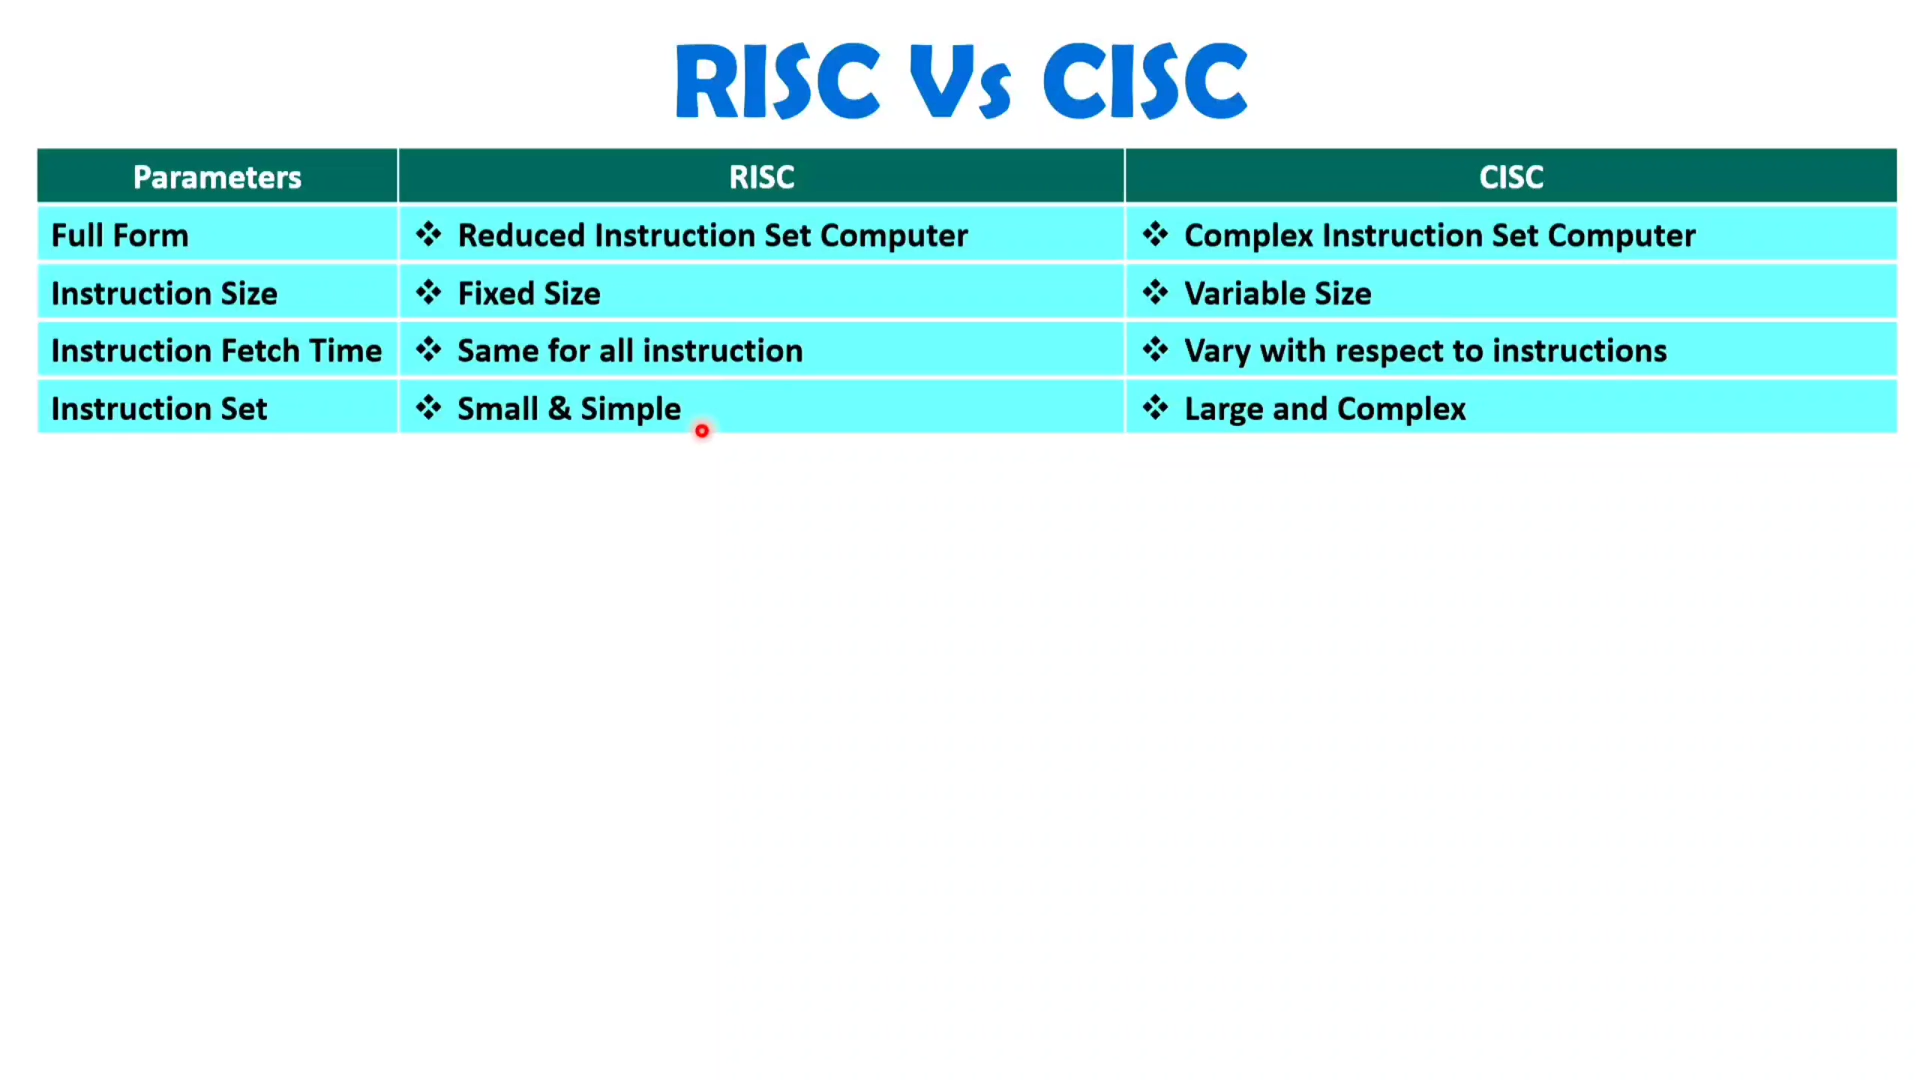 RISC Vs CISC
Parameters RISC CISC
Full Form ❖ Reduced Instruction Set Computer ❖ Complex Instruction Set Computer
Instruction Size ❖ Fixed Size ❖ Variable Size
Instruction Fetch Time ❖ Same for all instruction ❖ Vary with respect to instructions
Instruction Set ❖ Small & Simple ❖ Large and Complex